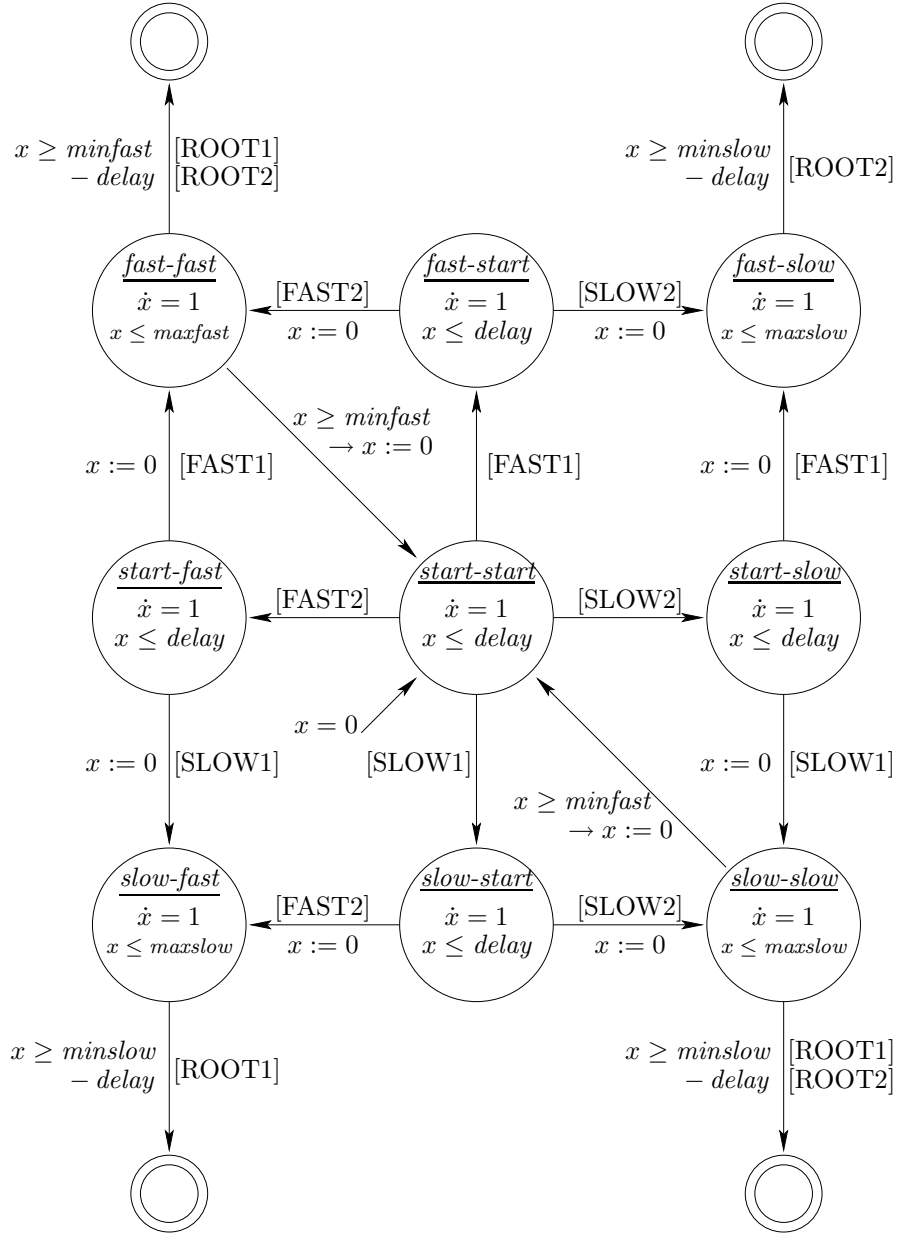 x ≥ minfast
− delay
[ROOT1]
[ROOT2]
x ≥ minslow
− delay
[ROOT2]
fast-fast
ẋ = 1
x ≤ maxfast
[FAST2]
x := 0
fast-start
ẋ = 1
x ≤ delay
[SLOW2]
x := 0
fast-slow
ẋ = 1
x ≤ maxslow
x := 0
[FAST1]
x ≥ minfast
→ x := 0
[FAST1]
x := 0
[FAST1]
start-fast
ẋ = 1
x ≤ delay
[FAST2]
start-start
ẋ = 1
x ≤ delay
[SLOW2]
start-slow
ẋ = 1
x ≤ delay
x = 0
x := 0
[SLOW1]
[SLOW1]
x := 0
[SLOW1]
x ≥ minfast
→ x := 0
slow-fast
ẋ = 1
x ≤ maxslow
[FAST2]
x := 0
slow-start
ẋ = 1
x ≤ delay
[SLOW2]
x := 0
slow-slow
ẋ = 1
x ≤ maxslow
x ≥ minslow
− delay
[ROOT1]
x ≥ minslow
− delay
[ROOT1]
[ROOT2]